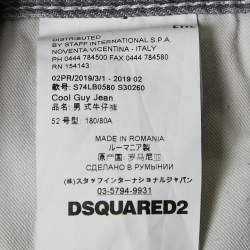 DISTRIBUTED
BY STAFF INTERNATIONAL S.P.A.
NOVENTA VICENTINA - ITALY
PH 0444 784500 FAX 0444 784580
RN 154143
02PR/2019/3/1 - 2019 02
款号: S74LB0580 S30260
Cool Guy Jean
品名: 男式牛仔裤
52 号型: 180/80A
MADE IN ROMANIA
ルーマニア製
原产国: 罗马尼亚
СДЕЛАНО В РУМЫНИИ
(株)スタッフインターナショナルジャパン
03-5794-9931
DSQUARED2